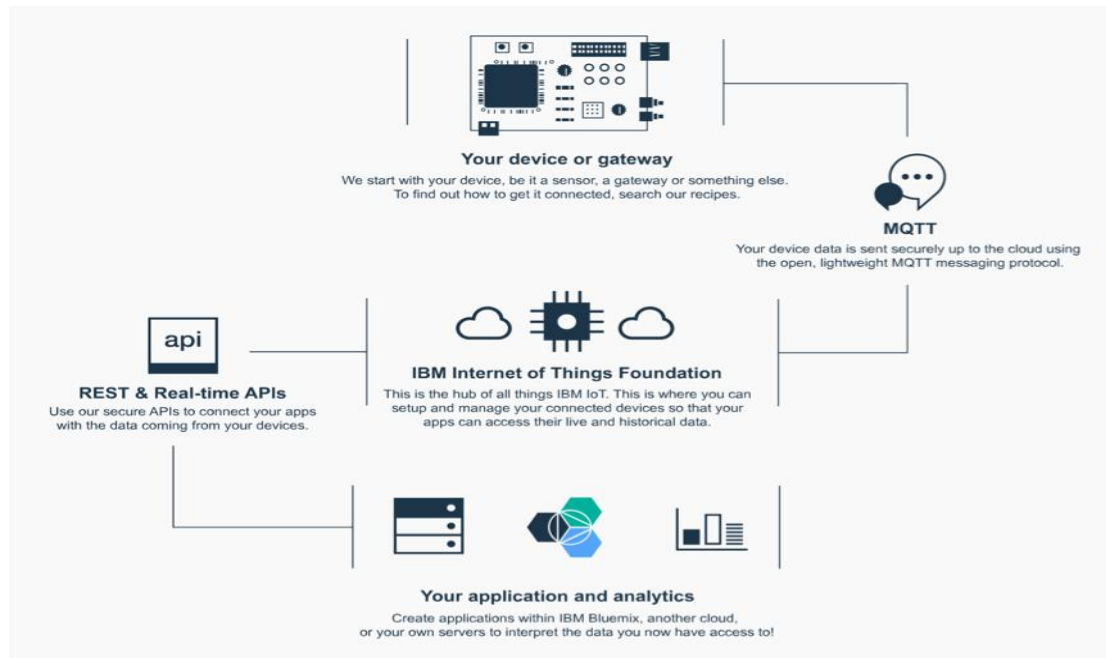 Your device or gateway
We start with your device, be it a sensor, a gateway or something else.
To find out how to get it connected, search our recipes.
MQTT
Your device data is sent securely up to the cloud using
the open, lightweight MQTT messaging protocol.
IBM Internet of Things Foundation
This is the hub of all things IBM IoT. This is where you can
setup and manage your connected devices so that your
apps can access their live and historical data.
api
REST & Real-time APIs
Use our secure APIs to connect your apps
with the data coming from your devices.
Your application and analytics
Create applications within IBM Bluemix, another cloud,
or your own servers to interpret the data you now have access to!